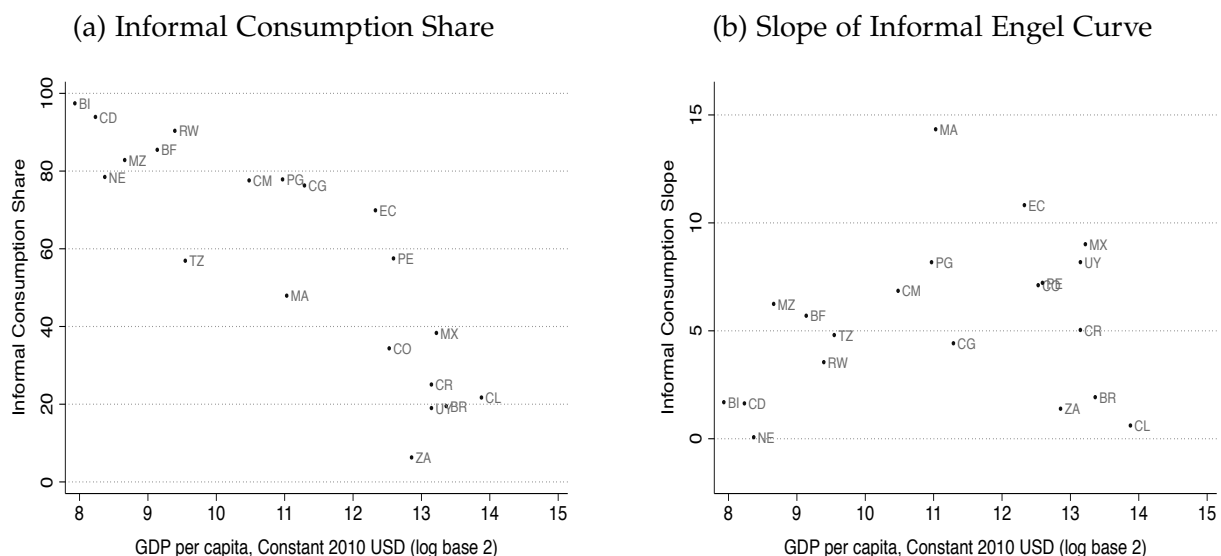 (a) Informal Consumption Share
Informal Consumption Share
100
80
60
40
20
0
BI
CD
RW
MZ
BF
NE
CM
PG
CG
EC
TZ
PE
MA
MX
CO
CR
CL
UY
BR
ZA
8 9 10 11 12 13 14 15
GDP per capita, Constant 2010 USD (log base 2)
(b) Slope of Informal Engel Curve
Informal Consumption Slope
15
10
5
0
MA
EC
MX
PG
UY
PE
CO
CM
MZ
BF
CR
TZ
CG
RW
BI
CD
BR
ZA
CL
NE
8 9 10 11 12 13 14 15
GDP per capita, Constant 2010 USD (log base 2)